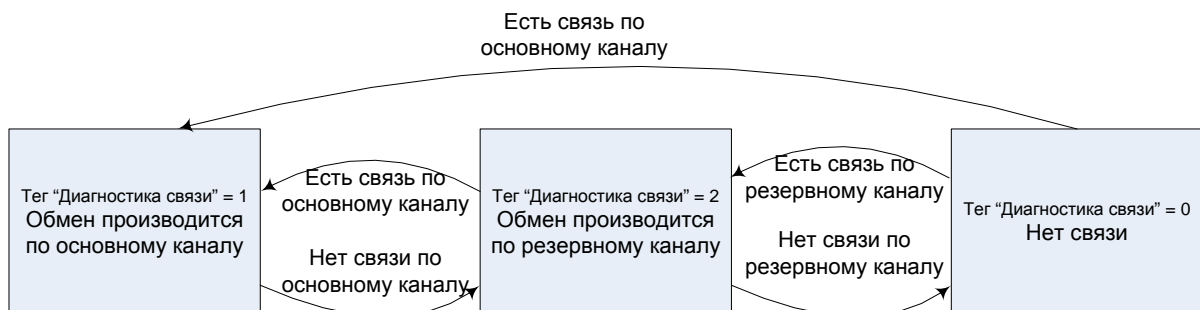 Есть связь по
основному каналу
Тег “Диагностика связи” = 1
Обмен производится
по основному каналу
Есть связь по
основному каналу
Нет связи по
основному каналу
Тег “Диагностика связи” = 2
Обмен производится
по резервному каналу
Есть связь по
резервному каналу
Нет связи по
резервному каналу
Тег “Диагностика связи” = 0
Нет связи